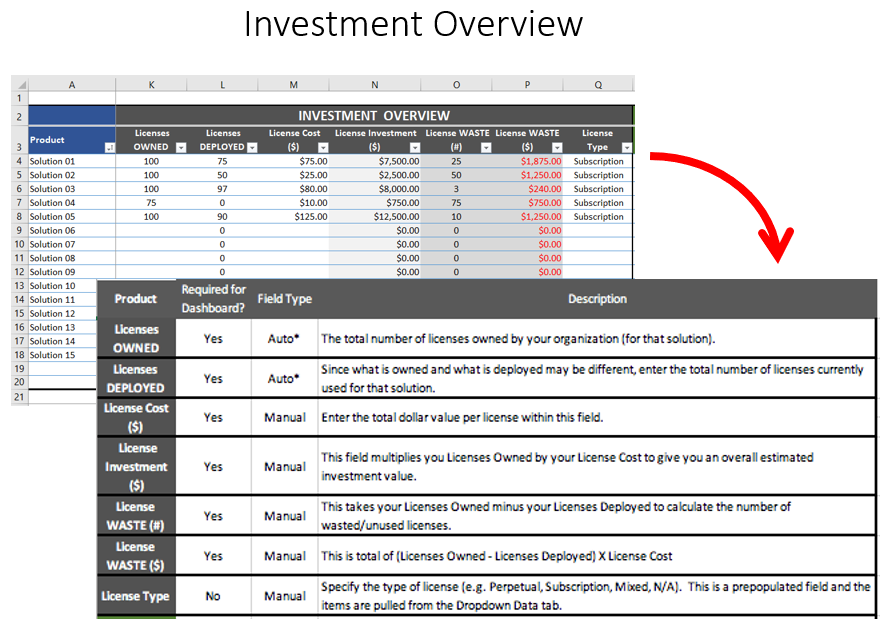 Investment Overview
A K L M N O P Q
1
2 INVESTMENT OVERVIEW
Licenses Licenses License Cost License Investment License WASTE License WASTE License
3 Product OWNED DEPLOYED ($) ($) (#) ($) Type
4 Solution 01 100 75 $75.00 $7,500.00 25 $1,875.00 Subscription
5 Solution 02 100 50 $25.00 $2,500.00 50 $1,250.00 Subscription
6 Solution 03 100 97 $80.00 $8,000.00 3 $240.00 Subscription
7 Solution 04 75 0 $10.00 $750.00 75 $750.00 Subscription
8 Solution 05 100 90 $125.00 $12,500.00 10 $1,250.00 Subscription
9 Solution 06 0 $0.00 0 $0.00
10 Solution 07 0 $0.00 0 $0.00
11 Solution 08 0 $0.00 0 $0.00
12 Solution 09 0 $0.00 0 $0.00
13 Solution 10
14 Solution 11
15 Solution 12
16 Solution 13
17 Solution 14
18 Solution 15
19
20
21
Product Required for Field Type Description
Dashboard?
Licenses
OWNED Yes Auto* The total number of licenses owned by your organization (for that solution).
Licenses
DEPLOYED Yes Auto* Since what is owned and what is deployed may be different, enter the total number of licenses currently
used for that solution.
License Cost
($) Yes Manual Enter the total dollar value per license within this field.
License
Investment
($) Yes Manual This field multiplies you Licenses Owned by your License Cost to give you an overall estimated
investment value.
License
WASTE (#) Yes Manual This takes your Licenses Owned minus your Licenses Deployed to calculate the number of
wasted/unused licenses.
License
WASTE ($) Yes Manual This is total of (Licenses Owned - Licenses Deployed) X License Cost
License Type No Manual Specify the type of license (e.g. Perpetual, Subscription, Mixed, N/A). This is a prepopulated field and the
items are pulled from the Dropdown Data tab.